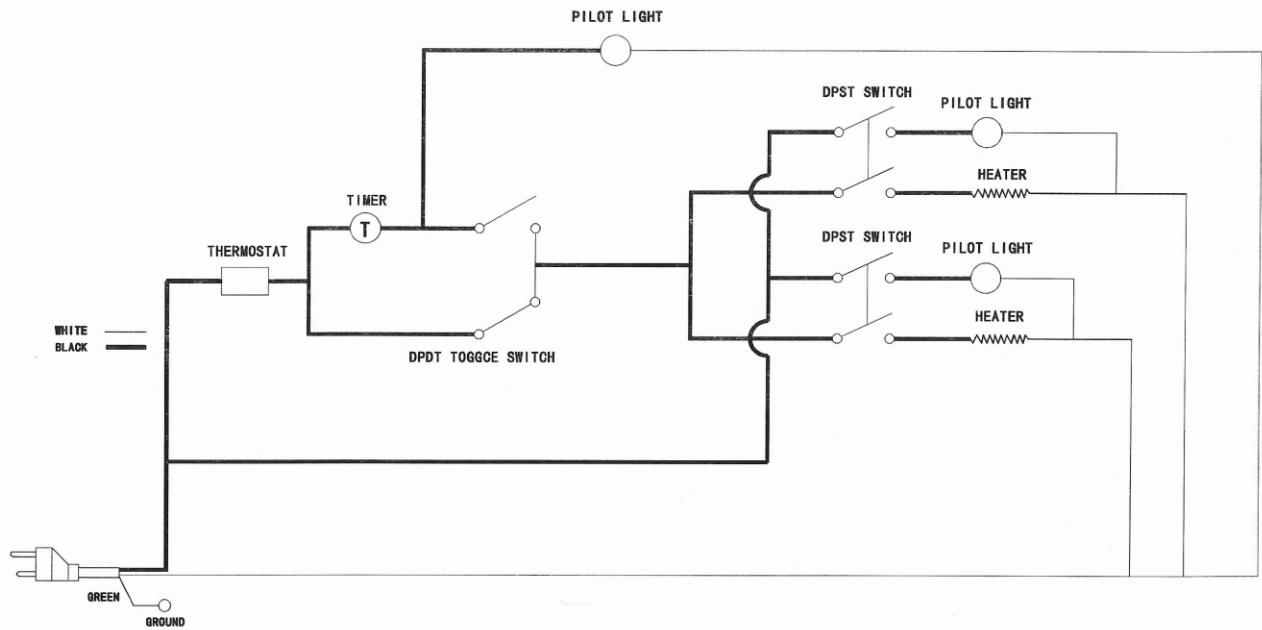 PILOT LIGHT
DPST SWITCH
PILOT LIGHT
HEATER
TIMER
T
THERMOSTAT
DPST SWITCH
PILOT LIGHT
HEATER
WHITE
BLACK
DPDT TOGGCE SWITCH
GREEN
GROUND